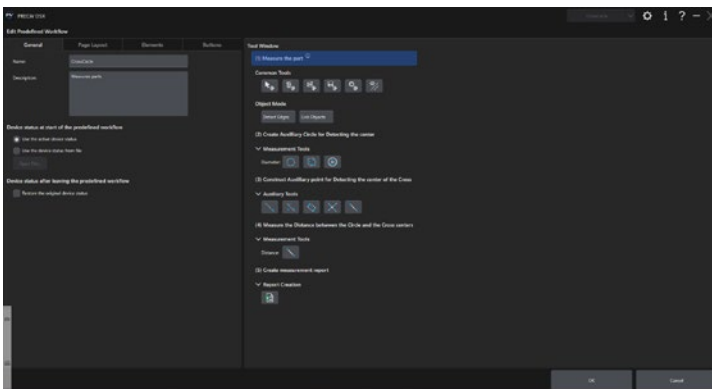 PRECiV DSX
Edit Predefined Workflow
General Page Layout Elements Buttons
Name CrossCircle
Description Measures parts
Device status at start of the predefined workflow
Use the active device status
Use the device status from file
Device status after leaving the predefined workflow
Restore the original device status
Tool Window
(1) Measure the part
Common Tools
Object Mode
Detect Edges Link Objects
(2) Create Auxilliary Circle for Detecting the center
Measurement Tools
Diameter
(3) Construct Auxiliary point for Detecting the center of the Cross
Auxiliary Tools
(4) Measure the Distance between the Circle and the Cross centers
Measurement Tools
Distance
(5) Create measurement report
Report Creation
OK Cancel